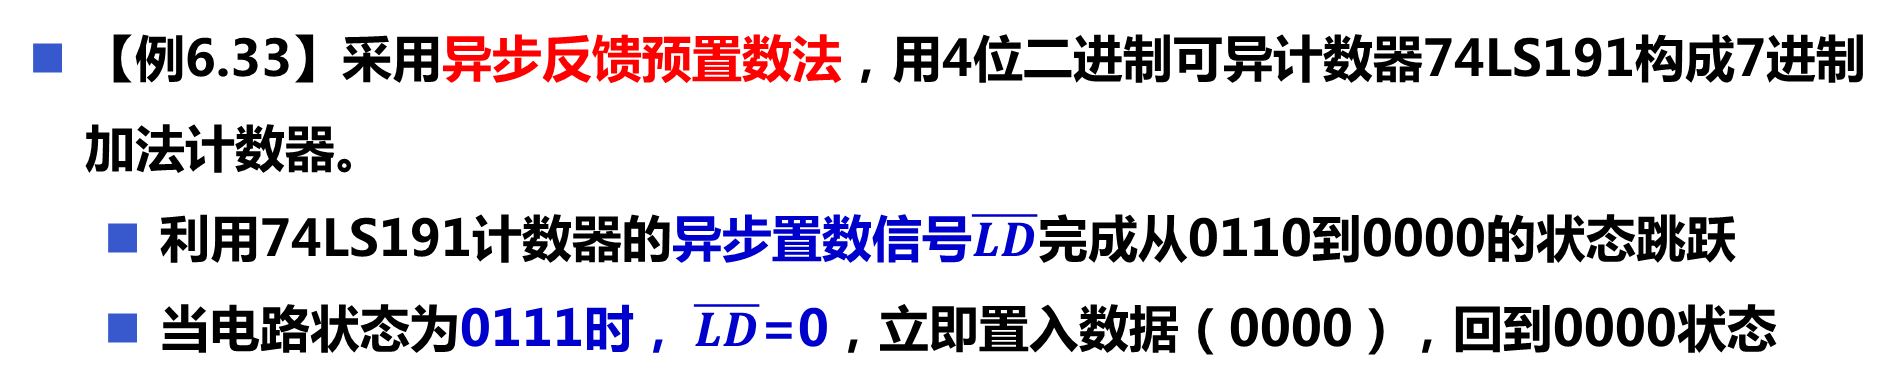 【例6.33】采用异步反馈预置数法，用4位二进制可异计数器74LS191构成7进制
加法计数器。
利用74LS191计数器的异步置数信号$\overline{LD}$完成从0110到0000的状态跳跃
当电路状态为0111时， $\overline{LD}$=0，立即置入数据（0000），回到0000状态